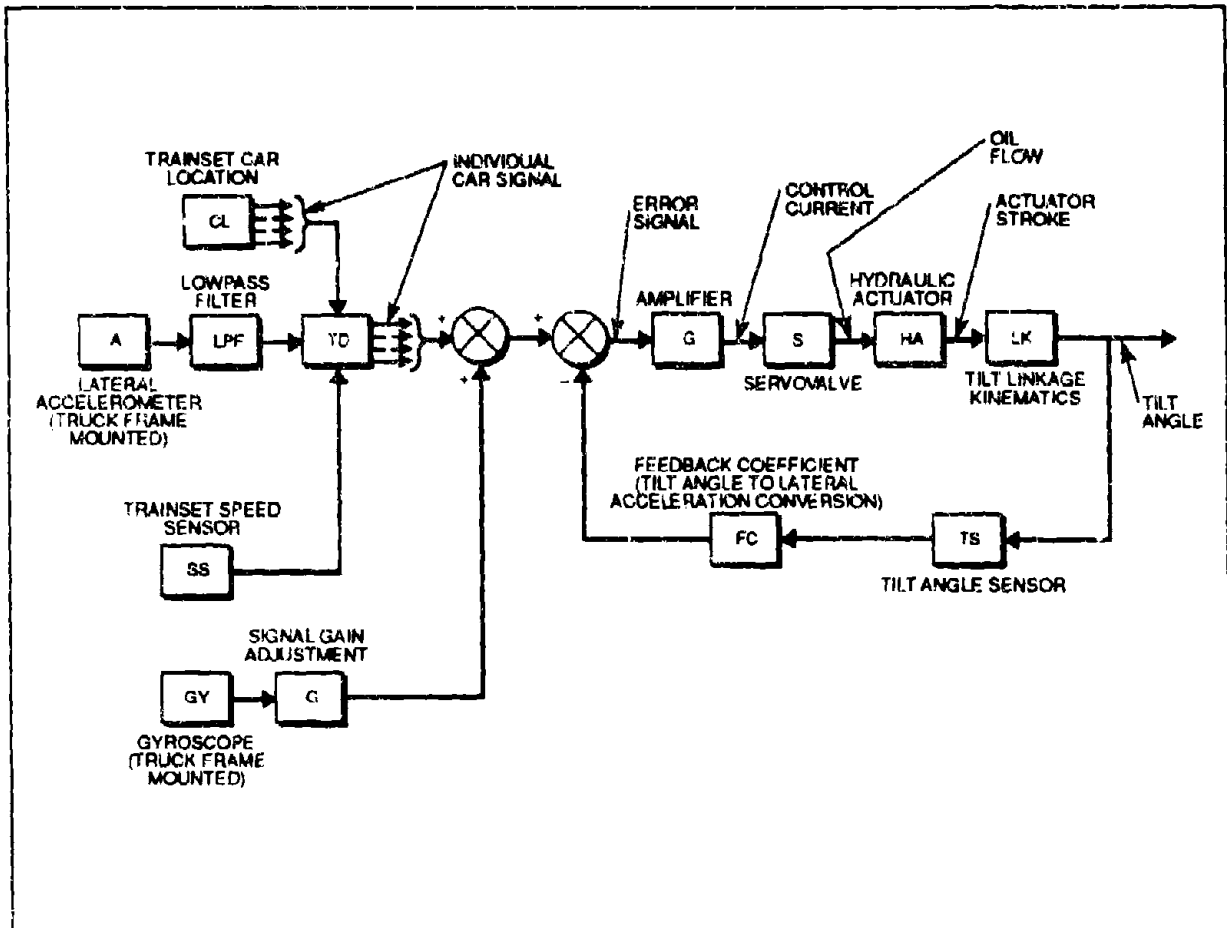 TRAINSET CAR
LOCATION
CL
INDIVIDUAL
CAR SIGNAL
LOWPASS
FILTER
A
LPF
TD
LATERAL
ACCELEROMETER
(TRUCK FRAME
MOUNTED)
+
+
TRAINSET SPEED
SENSOR
SS
SIGNAL GAIN
ADJUSTMENT
GY
G
GYROSCOPE
(TRUCK FRAME
MOUNTED)
+
−
ERROR
SIGNAL
AMPLIFIER
G
CONTROL
CURRENT
S
SERVOVALVE
OIL
FLOW
HYDRAULIC
ACTUATOR
HA
ACTUATOR
STROKE
LK
TILT LINKAGE
KINEMATICS
TILT
ANGLE
FEEDBACK COEFFICIENT
(TILT ANGLE TO LATERAL
ACCELERATION CONVERSION)
FC
TS
TILT ANGLE SENSOR